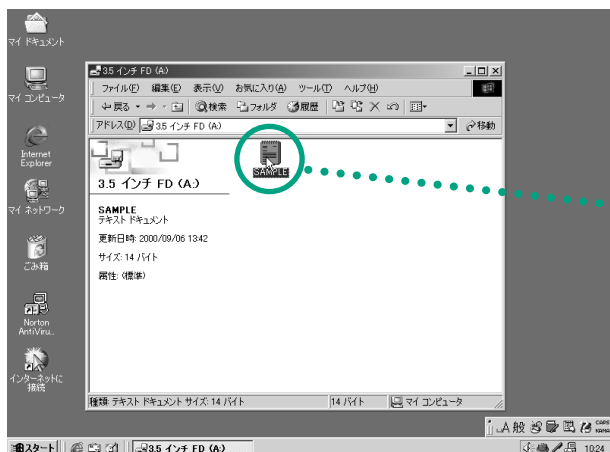 マイ ドキュメント
マイ コンピュータ
Internet
Explorer
マイ ネットワーク
ごみ箱
Norton
AntiViru...
インターネットに
接続
3.5 インチ FD (A:)
ファイル(F) 編集(E) 表示(V) お気に入り(A) ツール(T) ヘルプ(H)
戻る 検索 フォルダ 履歴
アドレス(D) 3.5 インチ FD (A:) 移動
3.5 インチ FD (A:)
SAMPLE
SAMPLE
テキスト ドキュメント
更新日時: 2000/09/06 13:42
サイズ: 14 バイト
属性: (標準)
種類: テキスト ドキュメント サイズ: 14 バイト 14 バイト マイ コンピュータ
A 般 CAPS
KANA
スタート 3.5 インチ FD (A:) 10:24